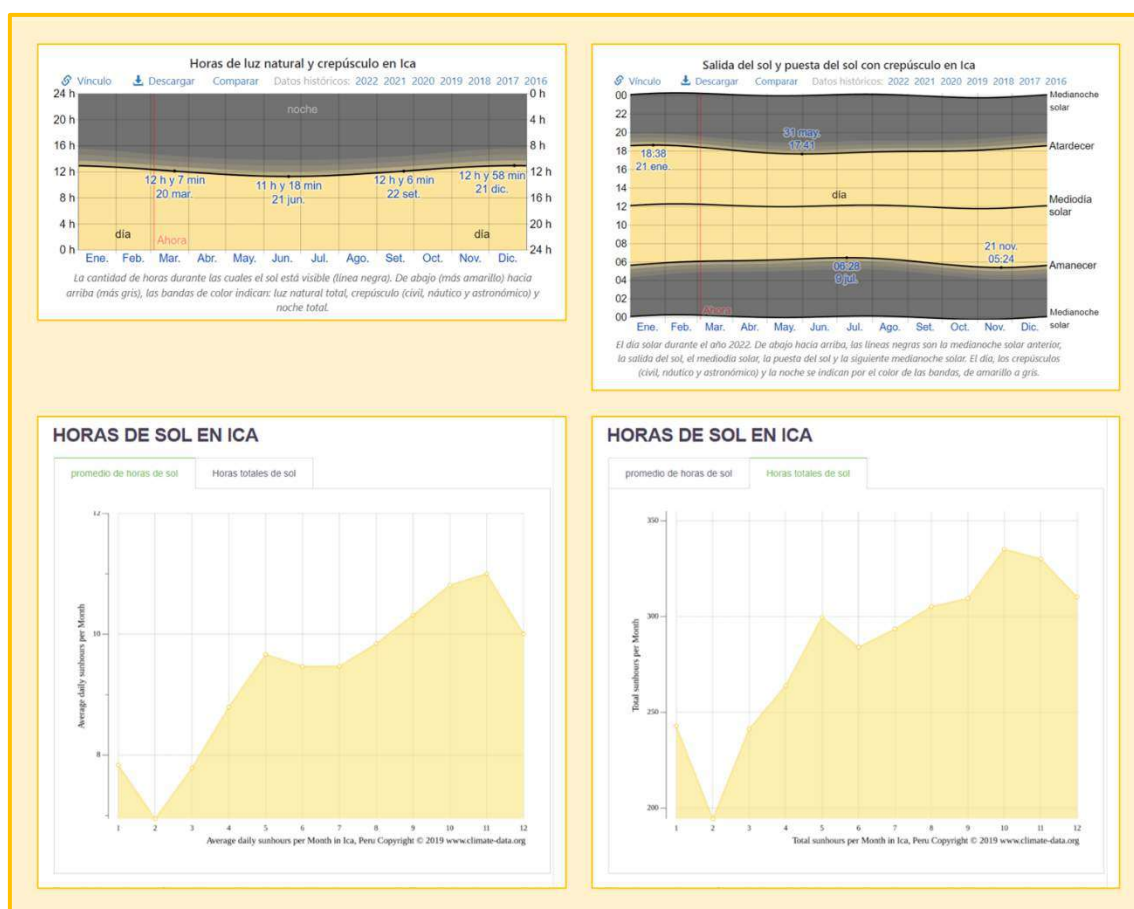 Horas de luz natural y crepúsculo en Ica
Vínculo Descargar Comparar Datos históricos: 2022 2021 2020 2019 2018 2017 2016
24 h 0 h
noche
20 h 4 h
16 h 8 h
12 h 12 h
12 h y 7 min
20 mar.
11 h y 18 min
21 jun.
12 h y 6 min
22 set.
12 h y 58 min
21 dic.
8 h 16 h
4 h 20 h
día día
Ahora
0 h 24 h
Ene. Feb. Mar. Abr. May. Jun. Jul. Ago. Set. Oct. Nov. Dic.
La cantidad de horas durante las cuales el sol está visible (línea negra). De abajo (más amarillo) hacia
arriba (más gris), las bandas de color indican: luz natural total, crepúsculo (civil, náutico y astronómico) y
noche total.
Salida del sol y puesta del sol con crepúsculo en Ica
Vínculo Descargar Comparar Datos históricos: 2022 2021 2020 2019 2018 2017 2016
00 Medianoche
solar
22
20
31 may.
17:41
18 Atardecer
18:38
21 ene.
16
14
día
12 Mediodía
solar
10
08
21 nov.
05:24
06 Amanecer
06:28
9 jul.
04
02
Ahora
00 Medianoche
solar
Ene. Feb. Mar. Abr. May. Jun. Jul. Ago. Set. Oct. Nov. Dic.
El día solar durante el año 2022. De abajo hacia arriba, las líneas negras son la medianoche solar anterior,
la salida del sol, el mediodía solar, la puesta del sol y la siguiente medianoche solar. El día, los crepúsculos
(civil, náutico y astronómico) y la noche se indican por el color de las bandas, de amarillo a gris.
HORAS DE SOL EN ICA
promedio de horas de sol Horas totales de sol
12
10
8
Average daily sunhours per Month
1 2 3 4 5 6 7 8 9 10 11 12
Average daily sunhours per Month in Ica, Peru Copyright © 2019 www.climate-data.org
HORAS DE SOL EN ICA
promedio de horas de sol Horas totales de sol
350
300
250
200
Total sunhours per Month
1 2 3 4 5 6 7 8 9 10 11 12
Total sunhours per Month in Ica, Peru Copyright © 2019 www.climate-data.org